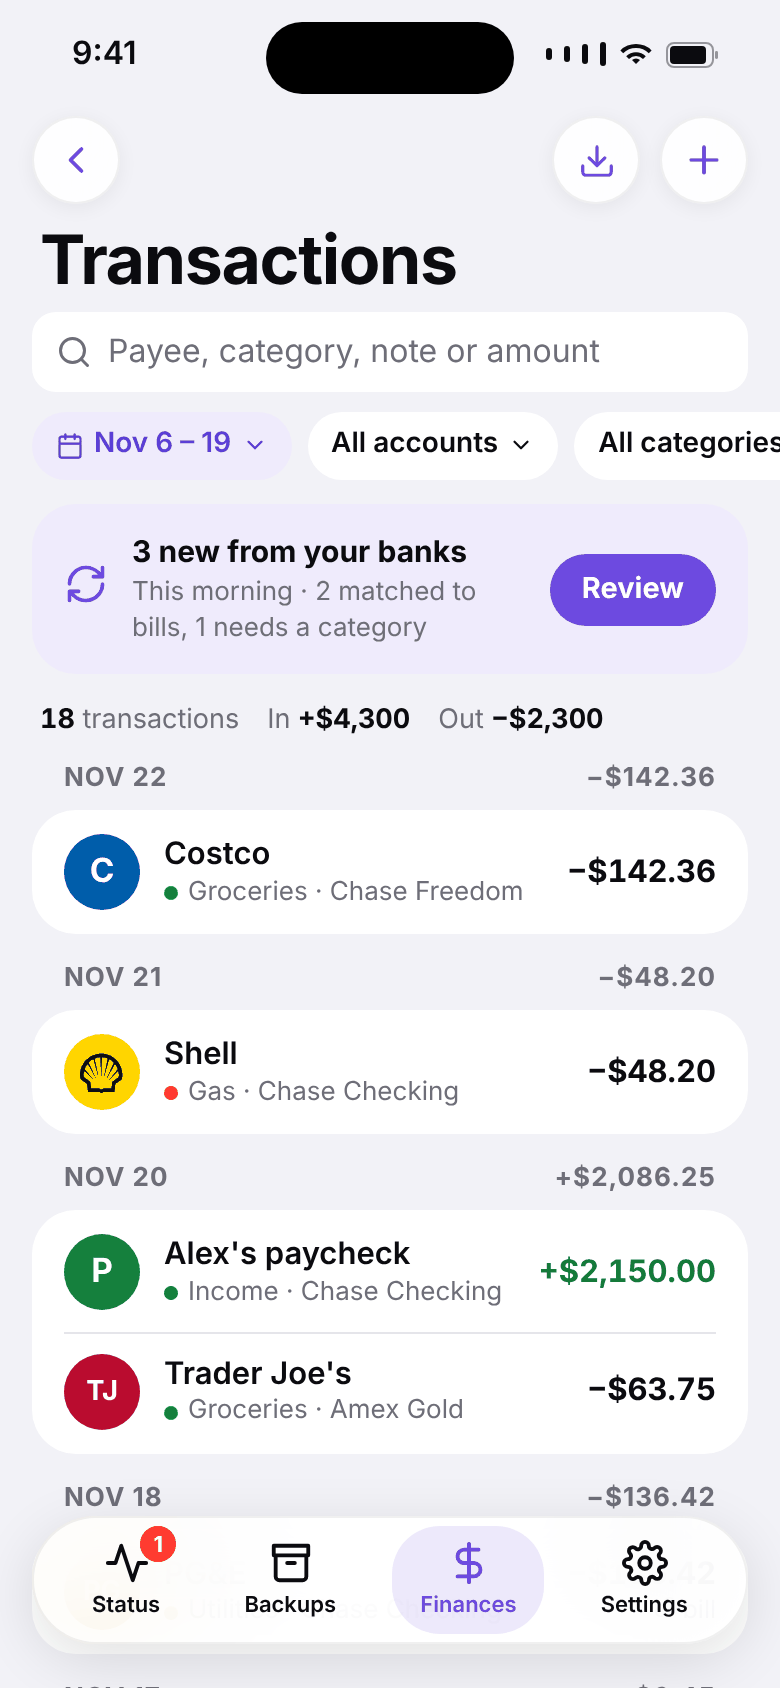 9:41
Transactions
Payee, category, note or amount
Nov 6 – 19
All accounts
All categories
3 new from your banks
This morning · 2 matched to
bills, 1 needs a category
Review
18 transactions In +$4,300 Out −$2,300
NOV 22 −$142.36
C
Costco
Groceries · Chase Freedom
−$142.36
NOV 21 −$48.20
Shell
Gas · Chase Checking
−$48.20
NOV 20 +$2,086.25
P
Alex's paycheck
Income · Chase Checking
+$2,150.00
TJ
Trader Joe's
Groceries · Amex Gold
−$63.75
NOV 18 −$136.42
1
Status
Backups
Finances
Settings